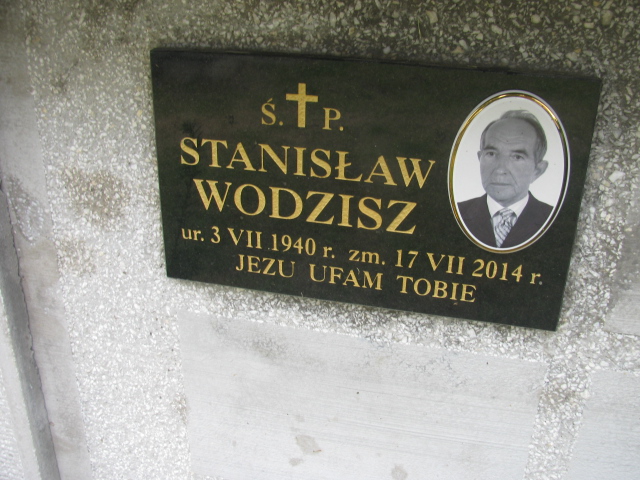 Ś. P.
STANISŁAW
WODZISZ
ur. 3 VII 1940 r. zm. 17 VII 2014 r.
JEZU UFAM TOBIE